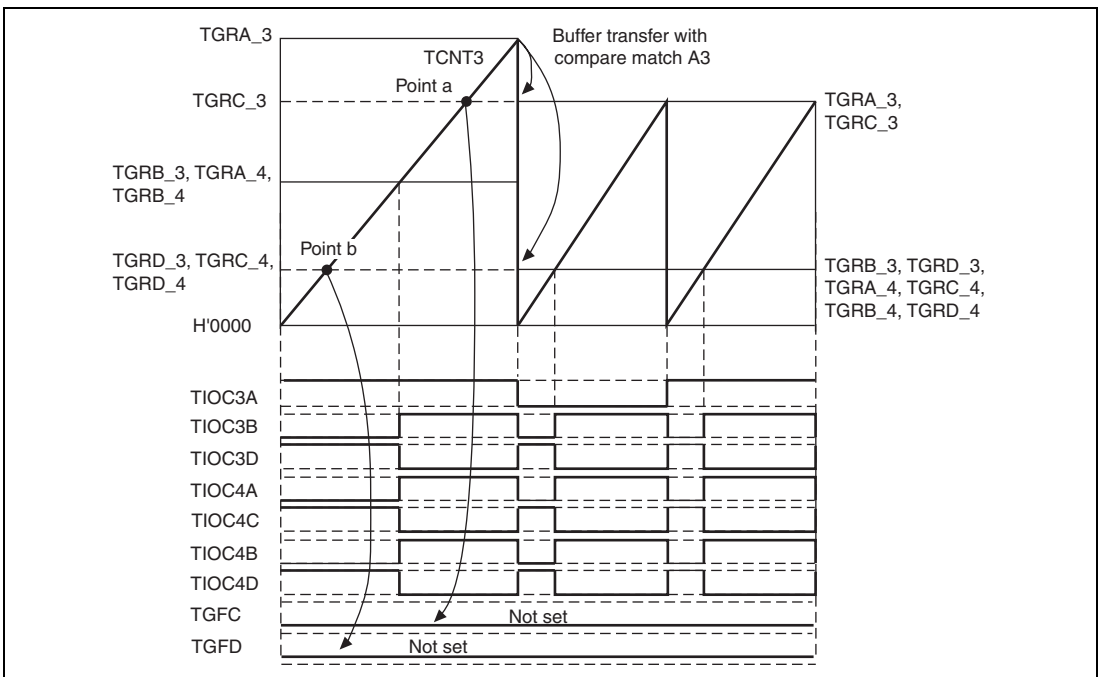 TGRA_3
TCNT3
Buffer transfer with
compare match A3
Point a
TGRC_3
TGRA_3,
TGRC_3
TGRB_3, TGRA_4,
TGRB_4
Point b
TGRD_3, TGRC_4,
TGRD_4
TGRB_3, TGRD_3,
TGRA_4, TGRC_4,
TGRB_4, TGRD_4
H'0000
TIOC3A
TIOC3B
TIOC3D
TIOC4A
TIOC4C
TIOC4B
TIOC4D
TGFC
Not set
TGFD
Not set